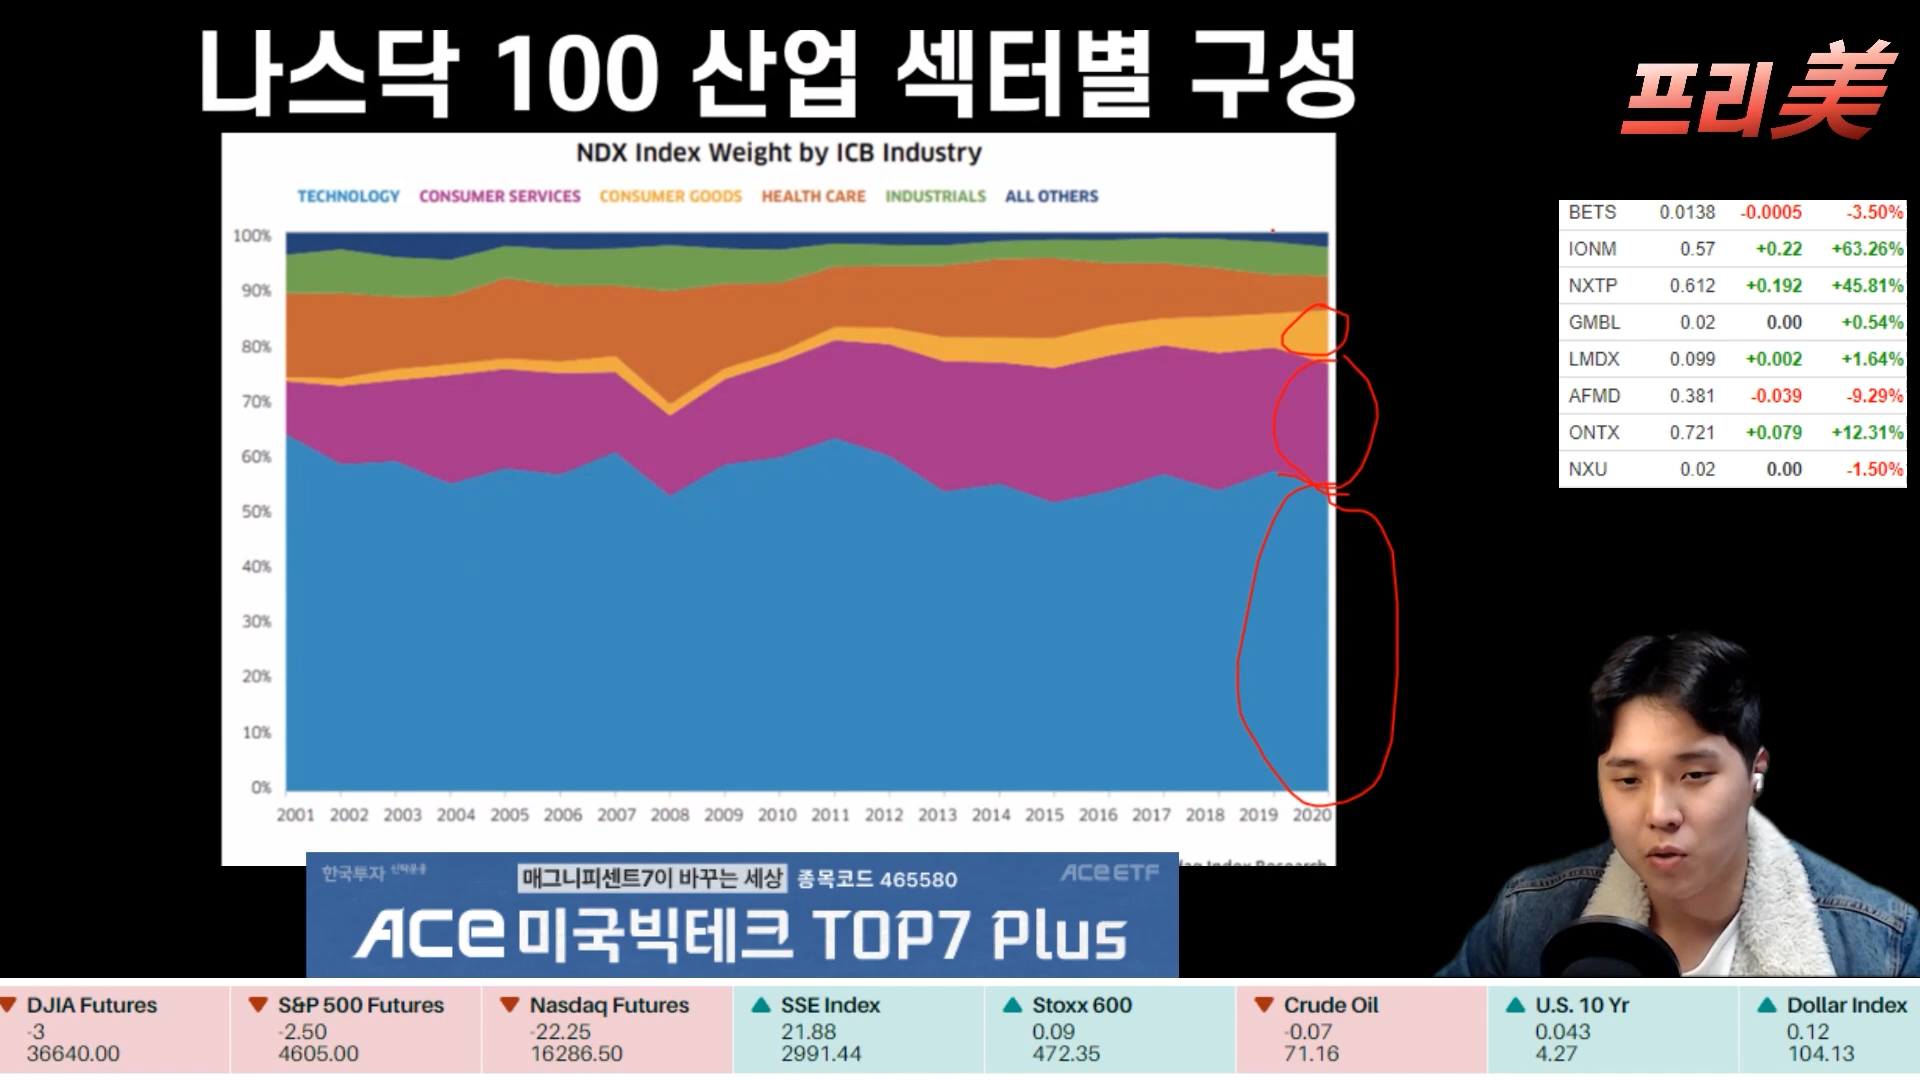 나스닥 100 산업 섹터별 구성
프리美
NDX Index Weight by ICB Industry
TECHNOLOGY CONSUMER SERVICES CONSUMER GOODS HEALTH CARE INDUSTRIALS ALL OTHERS
100%
90%
80%
70%
60%
50%
40%
30%
20%
10%
0%
2001 2002 2003 2004 2005 2006 2007 2008 2009 2010 2011 2012 2013 2014 2015 2016 2017 2018 2019 2020
Index Research
BETS 0.0138 -0.0005 -3.50%
IONM 0.57 +0.22 +63.26%
NXTP 0.612 +0.192 +45.81%
GMBL 0.02 0.00 +0.54%
LMDX 0.099 +0.002 +1.64%
AFMD 0.381 -0.039 -9.29%
ONTX 0.721 +0.079 +12.31%
NXU 0.02 0.00 -1.50%
한국투자 신탁운용 매그니피센트7이 바꾸는 세상 종목코드 465580 ACE ETF
ACE 미국빅테크 TOP7 Plus
DJIA Futures
-3
36640.00
S&P 500 Futures
-2.50
4605.00
Nasdaq Futures
-22.25
16286.50
SSE Index
21.88
2991.44
Stoxx 600
0.09
472.35
Crude Oil
-0.07
71.16
U.S. 10 Yr
0.043
4.27
Dollar Index
0.12
104.13